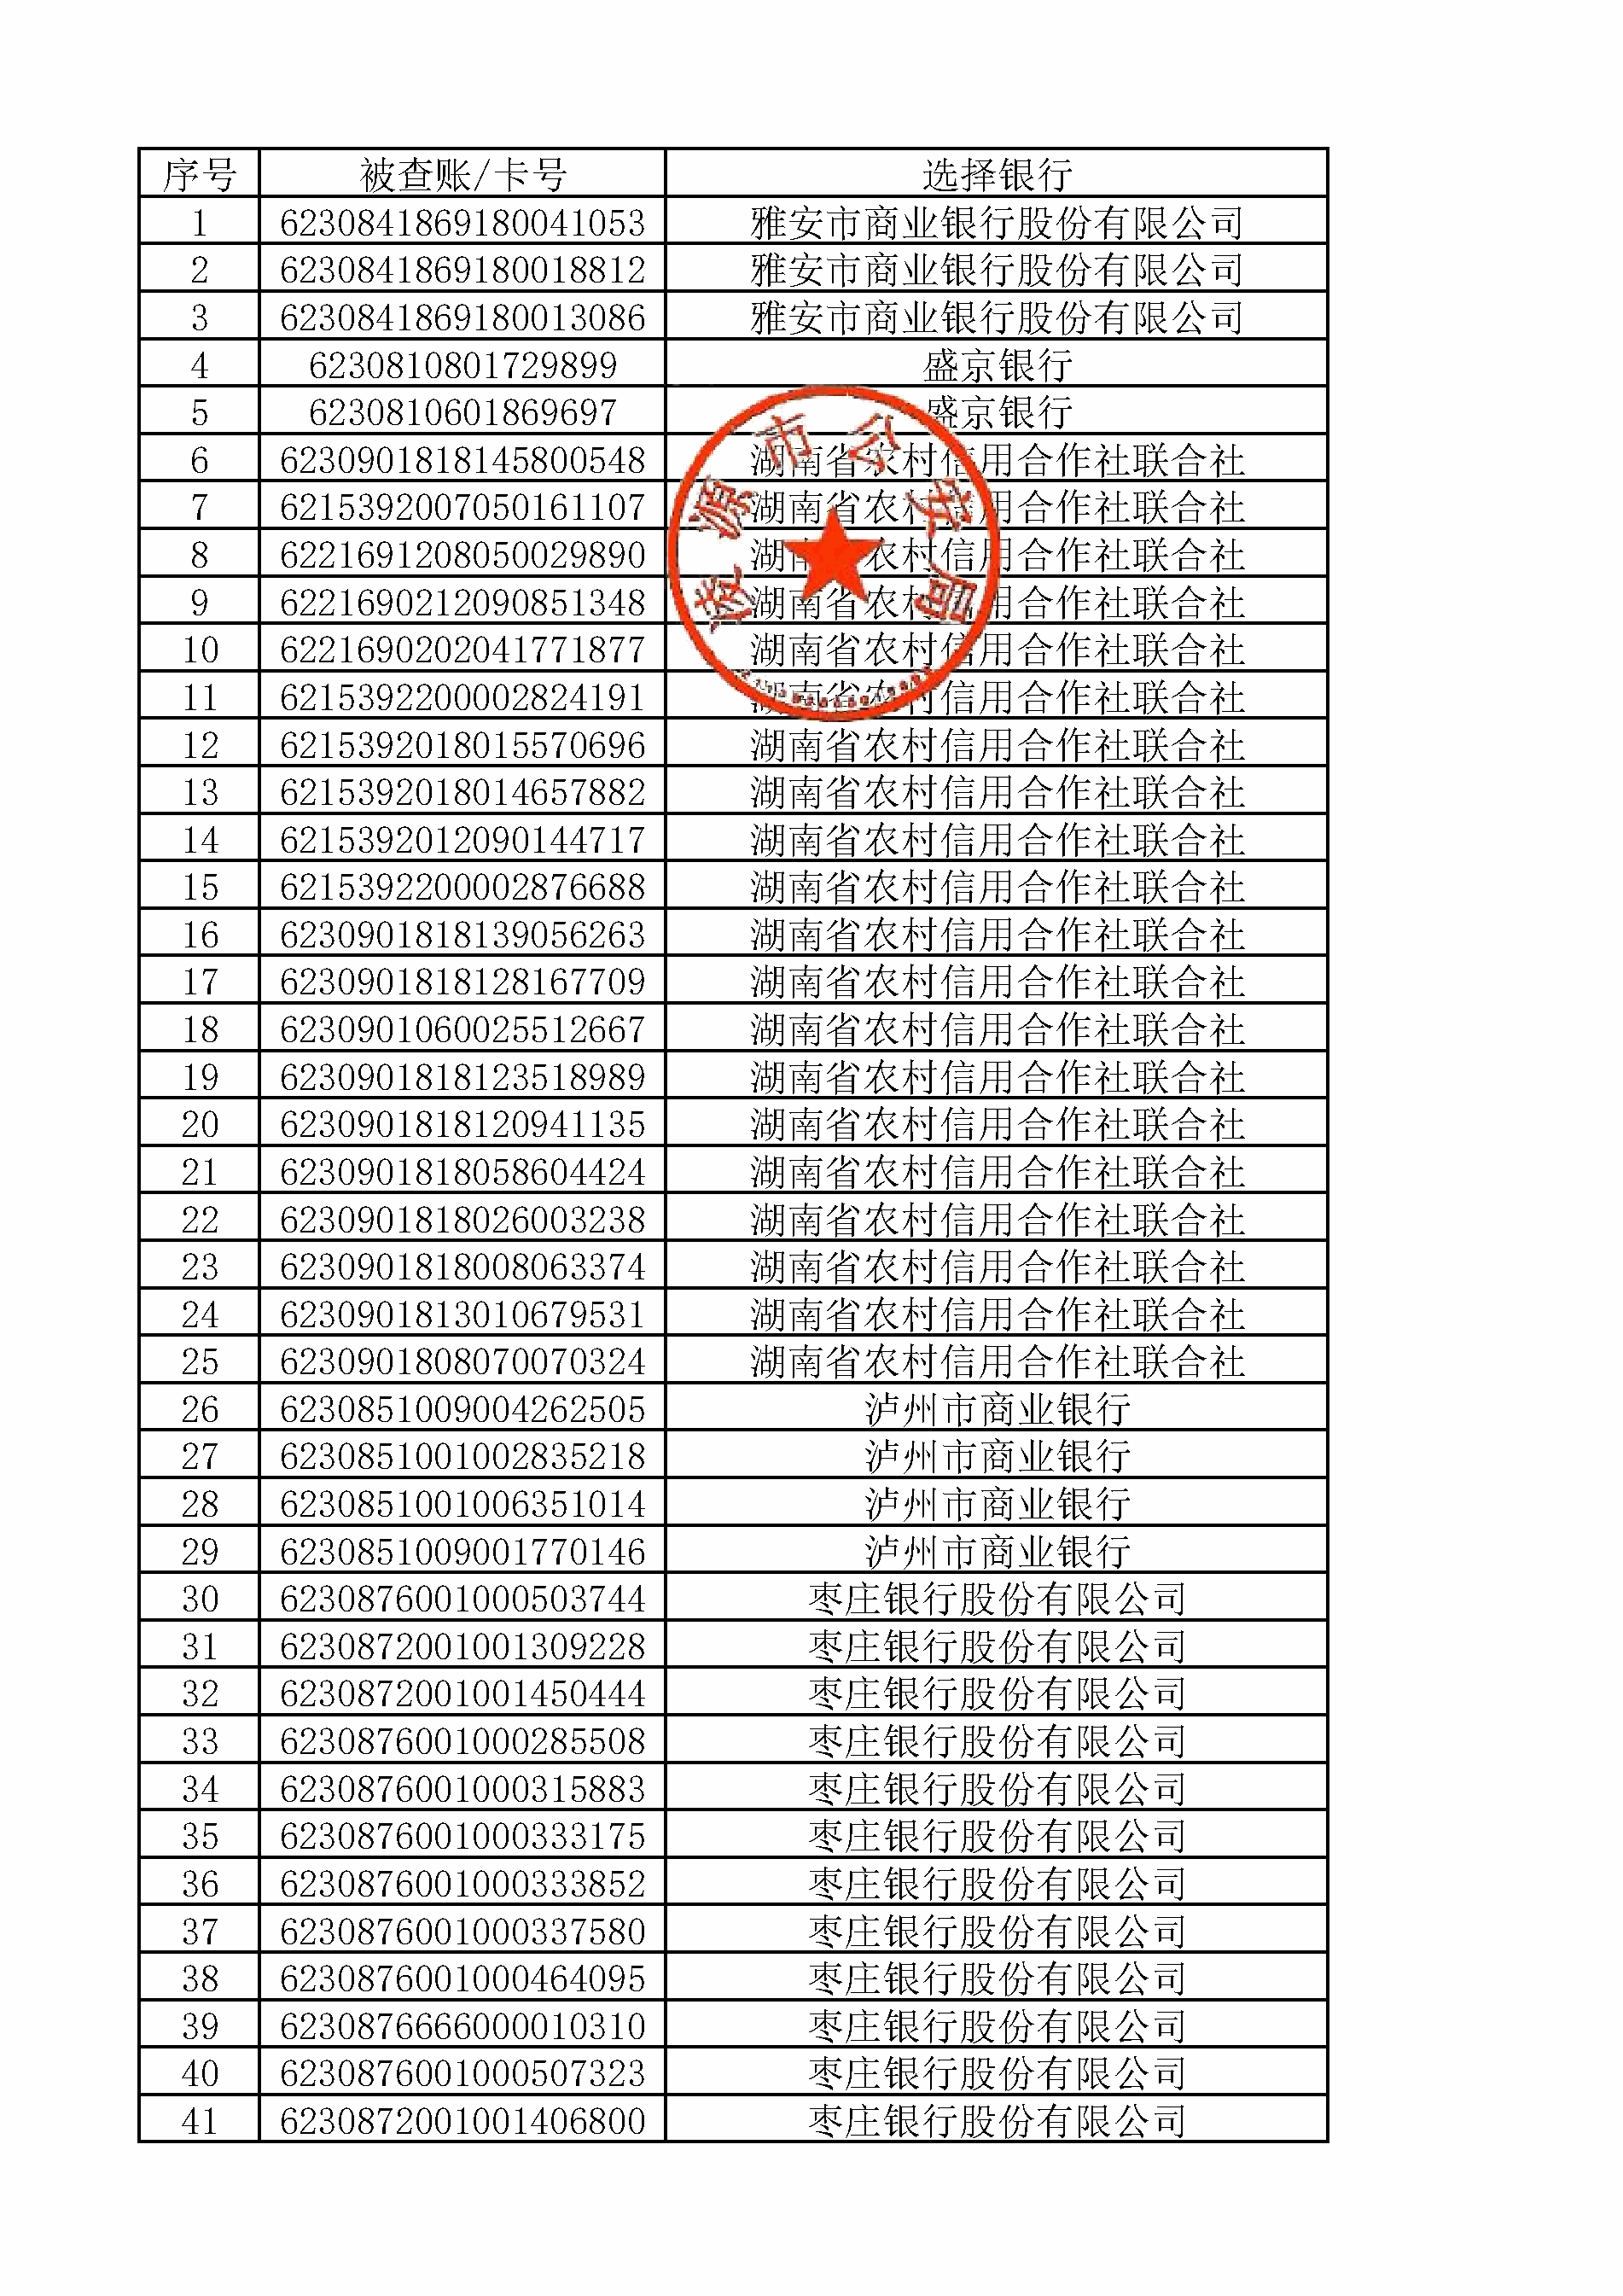 序号 被查账/卡号 选择银行
1 6230841869180041053 雅安市商业银行股份有限公司
2 6230841869180018812 雅安市商业银行股份有限公司
3 6230841869180013086 雅安市商业银行股份有限公司
4 6230810801729899 盛京银行
5 6230810601869697 盛京银行
6 6230901818145800548 湖南省农村信用合作社联合社
7 6215392007050161107 湖南省农村信用合作社联合社
8 6221691208050029890 湖南省农村信用合作社联合社
9 6221690212090851348 湖南省农村信用合作社联合社
10 6221690202041771877 湖南省农村信用合作社联合社
11 6215392200002824191 湖南省农村信用合作社联合社
12 6215392018015570696 湖南省农村信用合作社联合社
13 6215392018014657882 湖南省农村信用合作社联合社
14 6215392012090144717 湖南省农村信用合作社联合社
15 6215392200002876688 湖南省农村信用合作社联合社
16 6230901818139056263 湖南省农村信用合作社联合社
17 6230901818128167709 湖南省农村信用合作社联合社
18 6230901060025512667 湖南省农村信用合作社联合社
19 6230901818123518989 湖南省农村信用合作社联合社
20 6230901818120941135 湖南省农村信用合作社联合社
21 6230901818058604424 湖南省农村信用合作社联合社
22 6230901818026003238 湖南省农村信用合作社联合社
23 6230901818008063374 湖南省农村信用合作社联合社
24 6230901813010679531 湖南省农村信用合作社联合社
25 6230901808070070324 湖南省农村信用合作社联合社
26 6230851009004262505 泸州市商业银行
27 6230851001002835218 泸州市商业银行
28 6230851001006351014 泸州市商业银行
29 6230851009001770146 泸州市商业银行
30 6230876001000503744 枣庄银行股份有限公司
31 6230872001001309228 枣庄银行股份有限公司
32 6230872001001450444 枣庄银行股份有限公司
33 6230876001000285508 枣庄银行股份有限公司
34 6230876001000315883 枣庄银行股份有限公司
35 6230876001000333175 枣庄银行股份有限公司
36 6230876001000333852 枣庄银行股份有限公司
37 6230876001000337580 枣庄银行股份有限公司
38 6230876001000464095 枣庄银行股份有限公司
39 6230876666000010310 枣庄银行股份有限公司
40 6230876001000507323 枣庄银行股份有限公司
41 6230872001001406800 枣庄银行股份有限公司
凌源市公安局